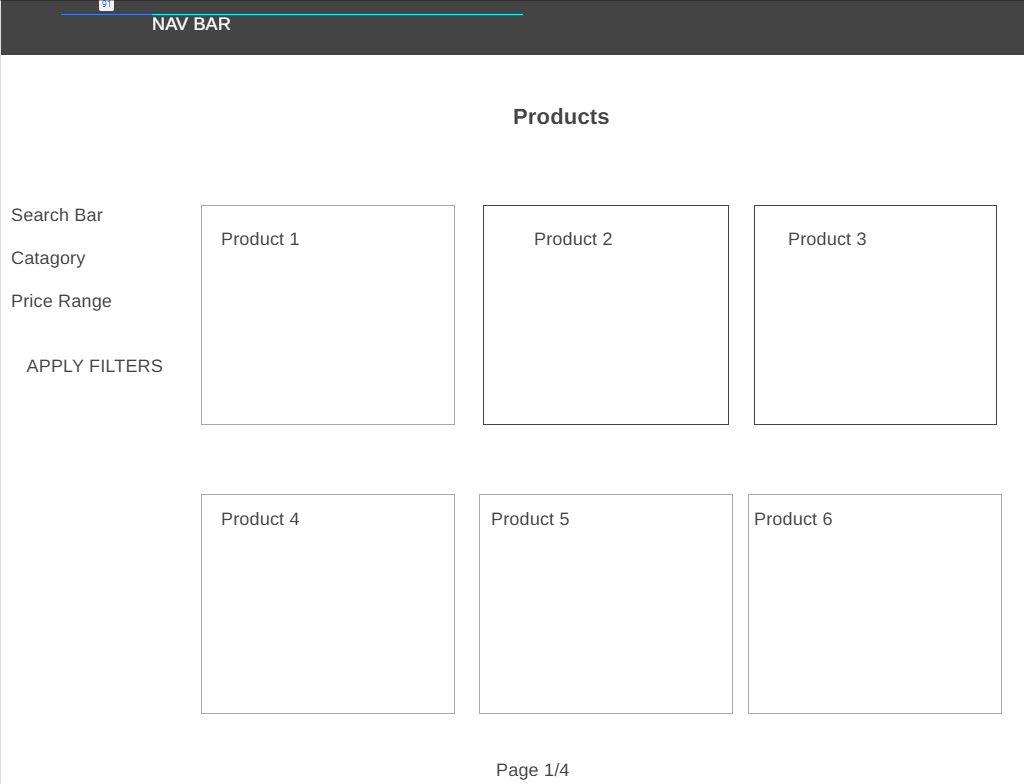 91
NAV BAR
Products
Search Bar
Catagory
Price Range
APPLY FILTERS
Product 1
Product 2
Product 3
Product 4
Product 5
Product 6
Page 1/4